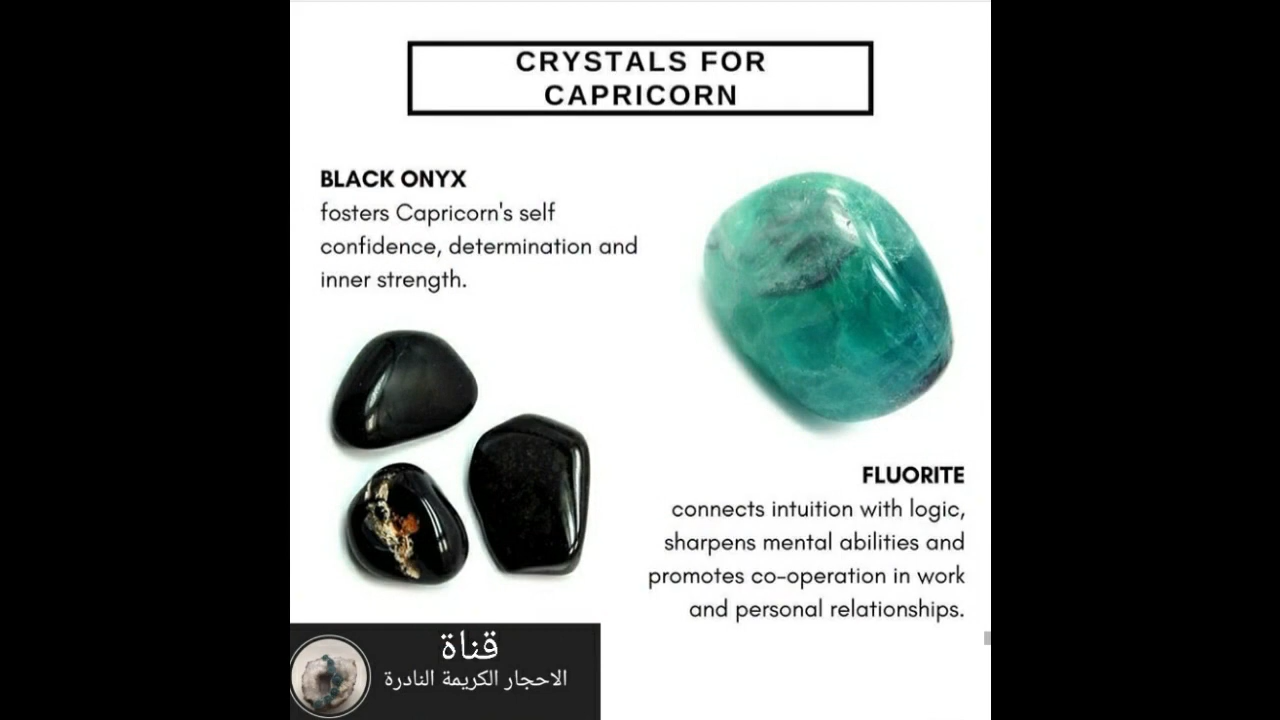 CRYSTALS FOR
CAPRICORN
BLACK ONYX
fosters Capricorn's self
confidence, determination and
inner strength.
FLUORITE
connects intuition with logic,
sharpens mental abilities and
promotes co-operation in work
and personal relationships.
قناة
الاحجار الكريمة النادرة